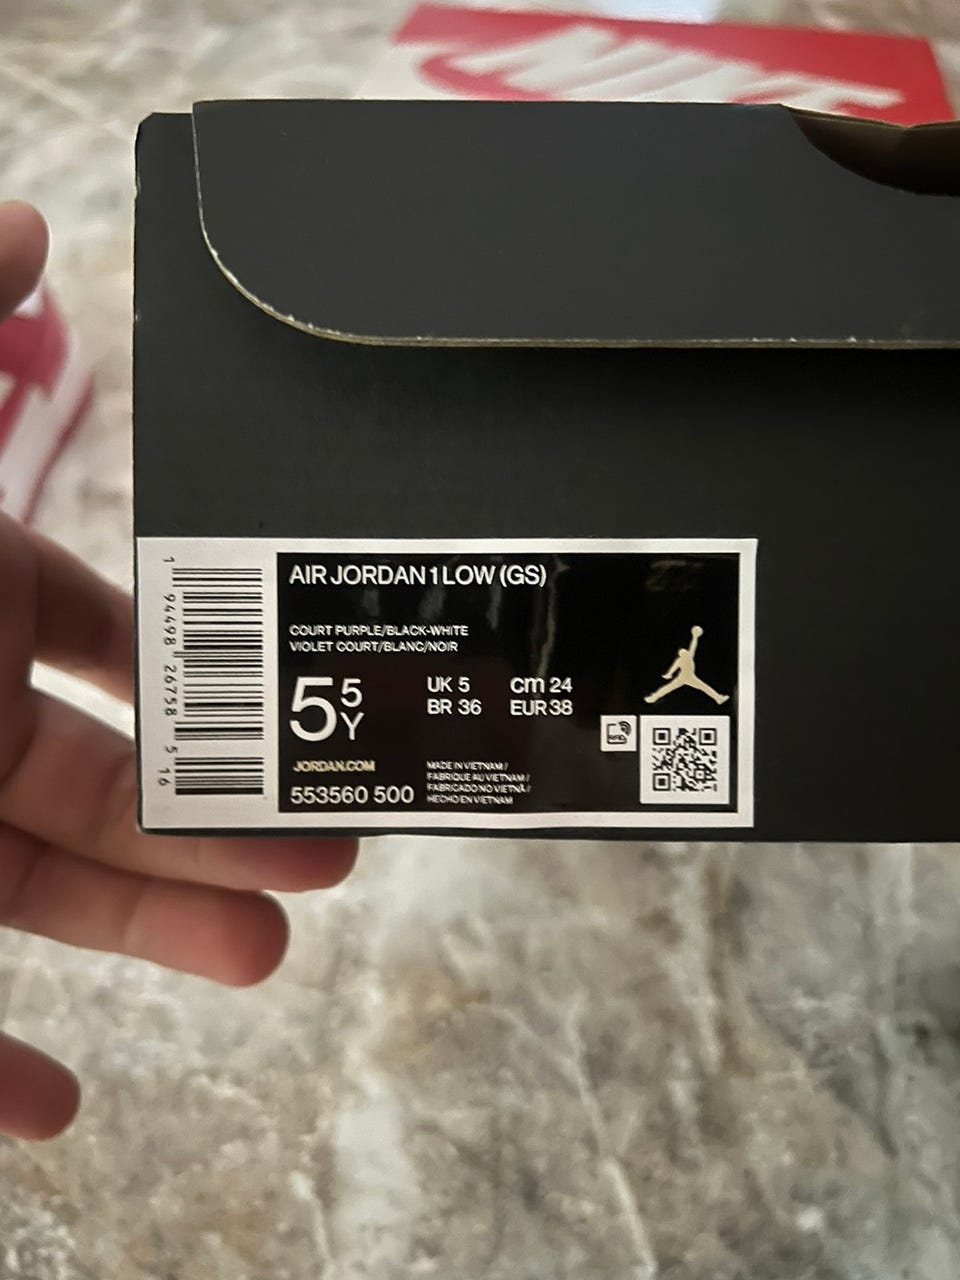 NIKE
AIR JORDAN 1 LOW (GS)
COURT PURPLE/BLACK-WHITE
VIOLET COURT/BLANC/NOIR
5 5Y
UK 5 cm 24
BR 36 EUR 38
JORDAN.COM
553560 500
MADE IN VIETNAM /
FABRIQUE AU VIETNAM /
FABRICADO NO VIETNÃ /
HECHO EN VIETNAM
1 94498 26758 5 16